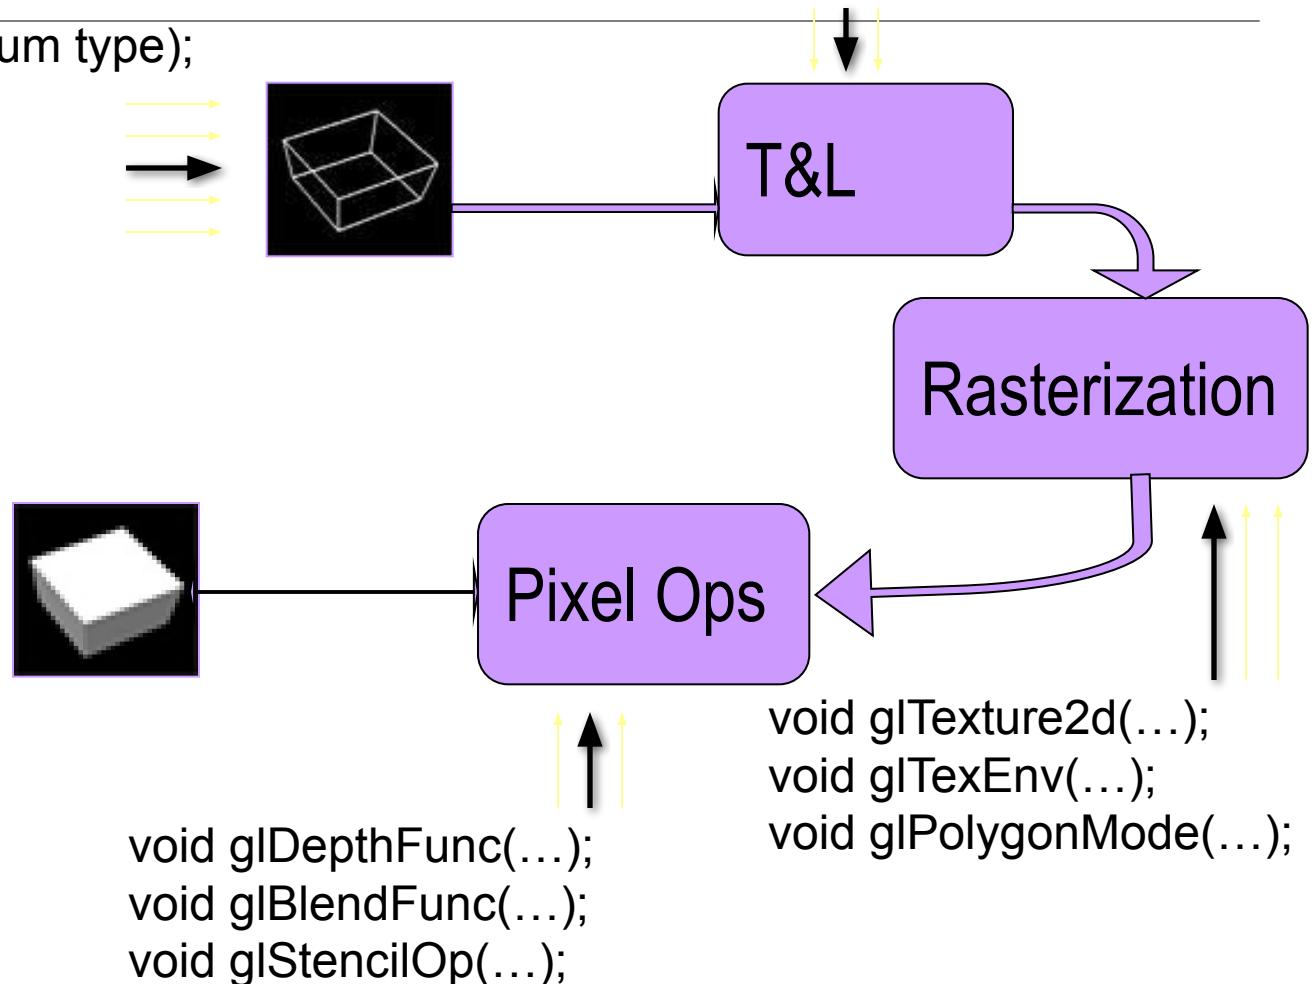 um type);
T&L
Rasterization
Pixel Ops
void glTexture2d(…);
void glTexEnv(…);
void glPolygonMode(…);
void glDepthFunc(…);
void glBlendFunc(…);
void glStencilOp(…);